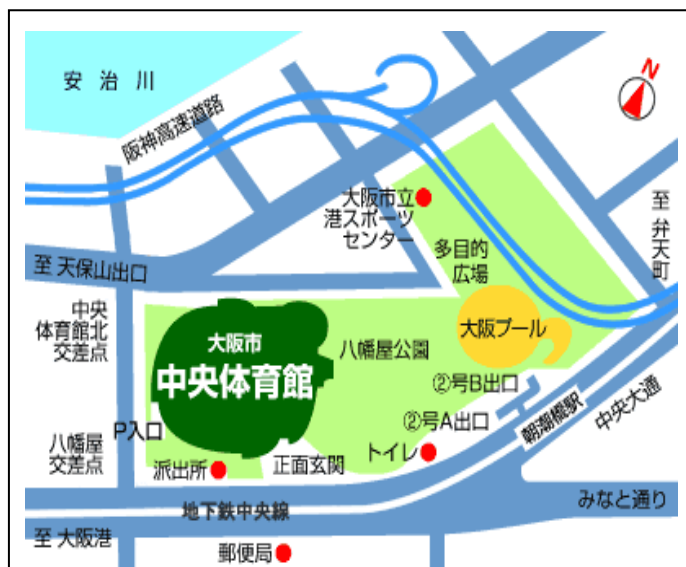 安治川
N
阪神高速道路
大阪市立
港スポーツ
センター
多目的
広場
至 弁天町
至 天保山出口
中央
体育館北
交差点
大阪市
中央体育館
八幡屋公園
大阪プール
②号B出口
②号A出口
朝潮橋駅
中央大通
P入口
八幡屋
交差点
派出所
正面玄関
トイレ
地下鉄中央線
みなと通り
至 大阪港
郵便局